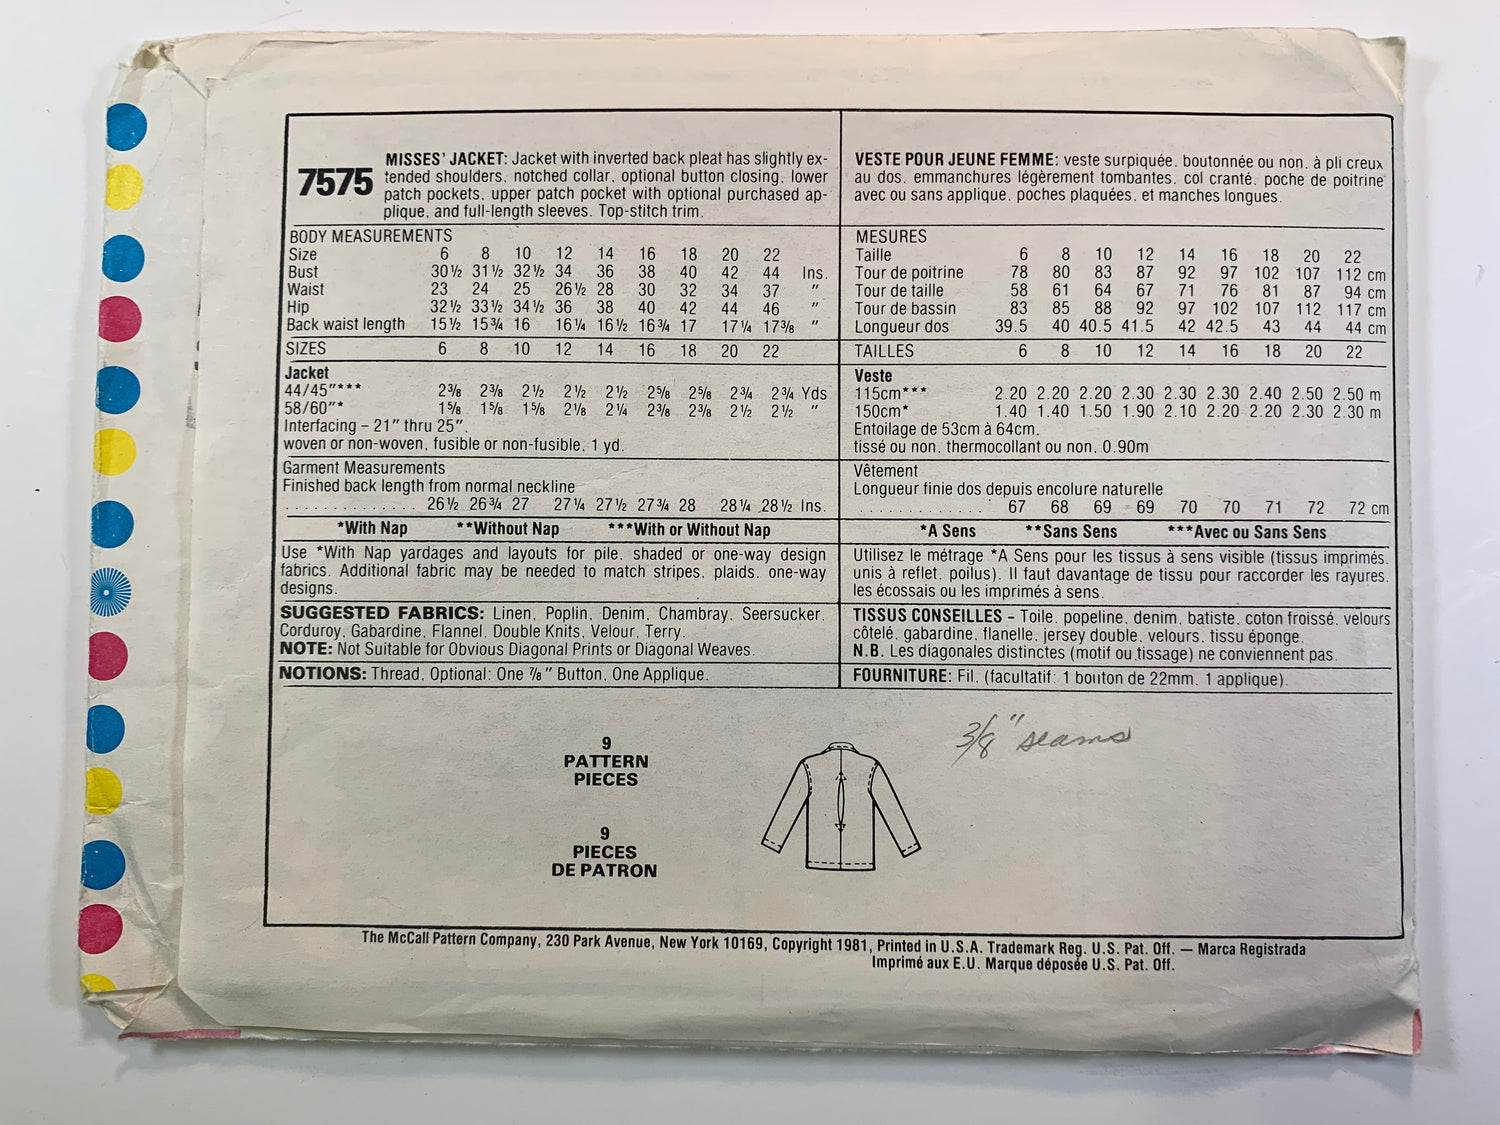 7575
MISSES' JACKET: Jacket with inverted back pleat has slightly ex-
tended shoulders, notched collar, optional button closing, lower
patch pockets, upper patch pocket with optional purchased ap-
plique, and full-length sleeves. Top-stitch trim.
BODY MEASUREMENTS
Size 6 8 10 12 14 16 18 20 22
Bust 30½ 31½ 32½ 34 36 38 40 42 44 Ins.
Waist 23 24 25 26½ 28 30 32 34 37 "
Hip 32½ 33½ 34½ 36 38 40 42 44 46 "
Back waist length 15½ 15¾ 16 16¼ 16½ 16¾ 17 17¼ 17⅜ "
SIZES 6 8 10 12 14 16 18 20 22
Jacket
44/45"*** 2⅜ 2⅜ 2½ 2½ 2½ 2⅝ 2⅝ 2¾ 2¾ Yds
58/60"* 1⅝ 1⅝ 1⅝ 2⅛ 2¼ 2⅜ 2⅜ 2½ 2½ "
Interfacing – 21" thru 25",
woven or non-woven, fusible or non-fusible, 1 yd.
Garment Measurements
Finished back length from normal neckline
. . . . . . . . . . . . . . 26½ 26¾ 27 27¼ 27½ 27¾ 28 28¼ 28½ Ins.
*With Nap **Without Nap ***With or Without Nap
Use *With Nap yardages and layouts for pile, shaded or one-way design
fabrics. Additional fabric may be needed to match stripes, plaids, one-way
designs.
SUGGESTED FABRICS: Linen, Poplin, Denim, Chambray, Seersucker,
Corduroy, Gabardine, Flannel, Double Knits, Velour, Terry.
NOTE: Not Suitable for Obvious Diagonal Prints or Diagonal Weaves.
NOTIONS: Thread, Optional: One ⅞" Button, One Applique.
VESTE POUR JEUNE FEMME: veste surpiquée, boutonnée ou non, à pli creux
au dos, emmanchures légèrement tombantes, col cranté, poche de poitrine
avec ou sans applique, poches plaquées, et manches longues.
MESURES
Taille 6 8 10 12 14 16 18 20 22
Tour de poitrine 78 80 83 87 92 97 102 107 112 cm
Tour de taille 58 61 64 67 71 76 81 87 94 cm
Tour de bassin 83 85 88 92 97 102 107 112 117 cm
Longueur dos 39.5 40 40.5 41.5 42 42.5 43 44 44 cm
TAILLES 6 8 10 12 14 16 18 20 22
Veste
115cm*** 2.20 2.20 2.20 2.30 2.30 2.30 2.40 2.50 2.50 m
150cm* 1.40 1.40 1.50 1.90 2.10 2.20 2.20 2.30 2.30 m
Entoilage de 53cm à 64cm,
tissé ou non, thermocollant ou non, 0.90m
Vêtement
Longueur finie dos depuis encolure naturelle
. . . . . . . . . . . . . 67 68 69 69 70 70 71 72 72 cm
*A Sens **Sans Sens ***Avec ou Sans Sens
Utilisez le métrage *A Sens pour les tissus à sens visible (tissus imprimés,
unis à reflet, poilus). Il faut davantage de tissu pour raccorder les rayures,
les écossais ou les imprimés à sens.
TISSUS CONSEILLES – Toile, popeline, denim, batiste, coton froissé, velours
côtelé, gabardine, flanelle, jersey double, velours, tissu éponge.
N.B. Les diagonales distinctes (motif ou tissage) ne conviennent pas.
FOURNITURE: Fil, (facultatif: 1 bouton de 22mm, 1 applique).
3/8" seams
9
PATTERN
PIECES
9
PIECES
DE PATRON
The McCall Pattern Company, 230 Park Avenue, New York 10169, Copyright 1981, Printed in U.S.A. Trademark Reg. U.S. Pat. Off. — Marca Registrada
Imprimé aux E.U. Marque déposée U.S. Pat. Off.